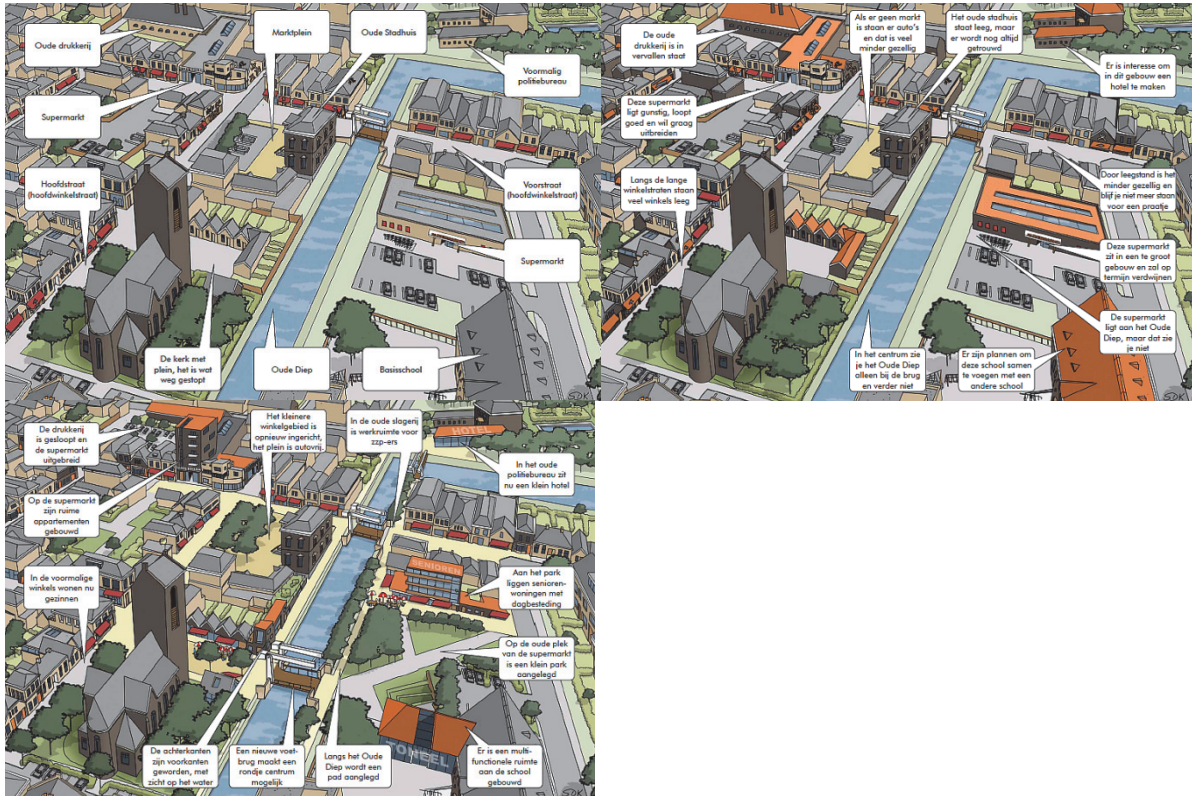 Oude drukkerij
Marktplein
Oude Stadhuis
Voormalig
politiebureau
Supermarkt
Hoofdstraat
(hoofdwinkelstraat)
Voorstraat
(hoofdwinkelstraat)
Supermarkt
De kerk met
plein, het is wat
weg gestopt
Oude Diep
Basisschool
SDK
De oude
drukkerij is in
vervallen staat
Als er geen markt
is staan er auto's
en dat is veel
minder gezellig
Het oude stadhuis
staat leeg, maar
er wordt nog altijd
getrouwd
Er is interesse om
in dit gebouw een
hotel te maken
Deze supermarkt
ligt gunstig, loopt
goed en wil graag
uitbreiden
Langs de lange
winkelstraten staan
veel winkels leeg
Door leegstand is het
minder gezellig en
blijf je niet meer staan
voor een praatje
Deze supermarkt
zit in een te groot
gebouw en zal op
termijn verdwijnen
De supermarkt
ligt aan het Oude
Diep, maar dat zie
je niet
In het centrum zie
je het Oude Diep
alleen bij de brug
en verder niet
Er zijn plannen om
deze school samen
te voegen met een
andere school
SDK
De drukkerij
is gesloopt en
de supermarkt
uitgebreid
Het kleinere
winkelgebied is
opnieuw ingericht,
het plein is autovrij.
In de oude slagerij
is werkruimte voor
zzp-ers
HOTEL
In het oude
politiebureau zit
nu een klein hotel
Op de supermarkt
zijn ruime
appartementen
gebouwd
In de voormalige
winkels wonen nu
gezinnen
SENIOREN
Aan het park
liggen senioren-
woningen met
dagbesteding
Op de oude plek
van de supermarkt
is een klein park
aangelegd
De achterkanten
zijn voorkanten
geworden, met
zicht op het water
Een nieuwe voet-
brug maakt een
rondje centrum
mogelijk
Langs het Oude
Diep wordt een
pad aanglegd
TONEEL
Er is een multi-
functionele ruimte
aan de school
gebouwd
SDK